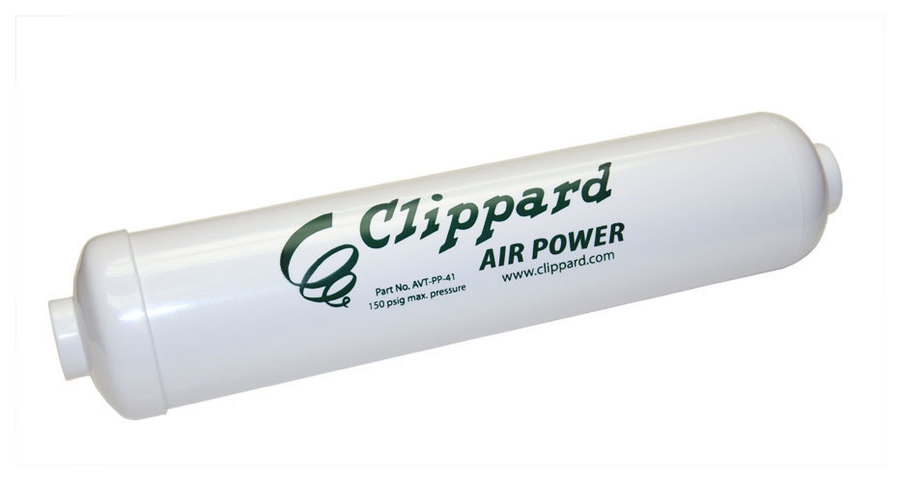 Clippard
AIR POWER
www.clippard.com
Part No. AVT-PP-41
150 psig max. pressure